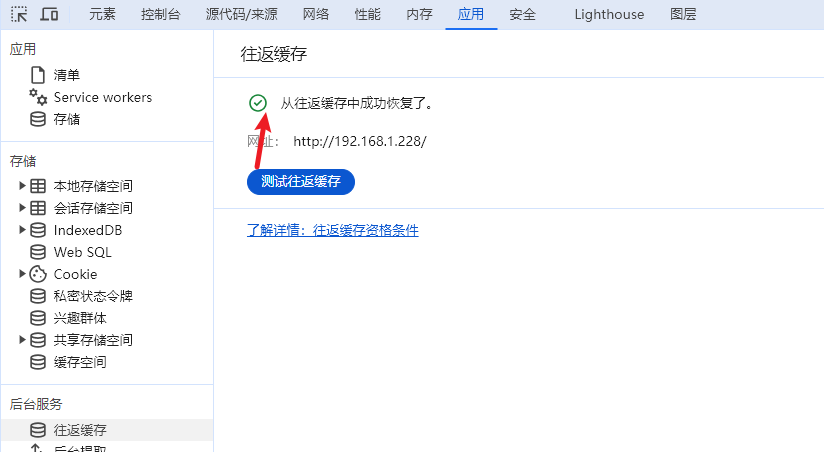 元素 控制台 源代码/来源 网络 性能 内存 应用 安全 Lighthouse 图层
应用
清单
Service workers
存储
存储
本地存储空间
会话存储空间
IndexedDB
Web SQL
Cookie
私密状态令牌
兴趣群体
共享存储空间
缓存空间
后台服务
往返缓存
后台提取
往返缓存
从往返缓存中成功恢复了。
网址： http://192.168.1.228/
测试往返缓存
了解详情：往返缓存资格条件